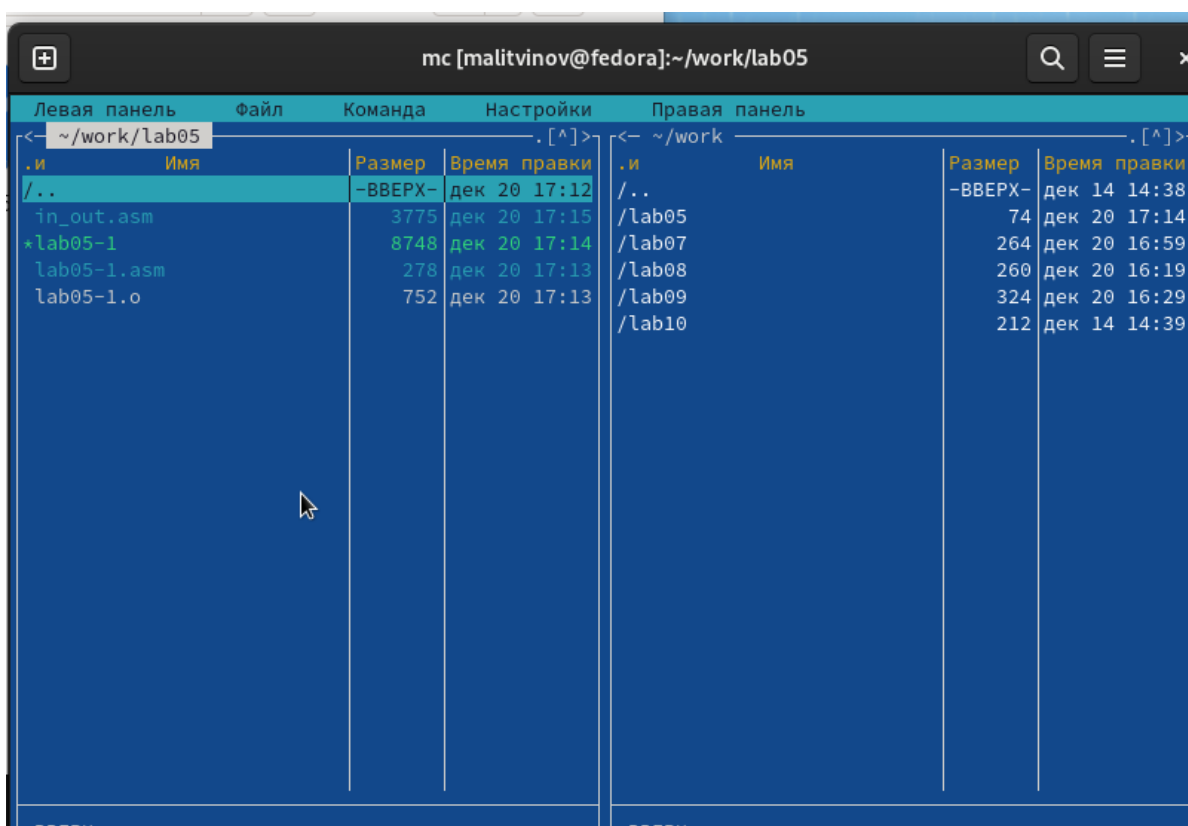 mc [malitvinov@fedora]:~/work/lab05
Левая панель Файл Команда Настройки Правая панель
<— ~/work/lab05 .[^]>
.и Имя Размер Время правки
/.. -ВВЕРХ- дек 20 17:12
in_out.asm 3775 дек 20 17:15
*lab05-1 8748 дек 20 17:14
lab05-1.asm 278 дек 20 17:13
lab05-1.o 752 дек 20 17:13
<— ~/work .[^]>
.и Имя Размер Время правки
/.. -ВВЕРХ- дек 14 14:38
/lab05 74 дек 20 17:14
/lab07 264 дек 20 16:59
/lab08 260 дек 20 16:19
/lab09 324 дек 20 16:29
/lab10 212 дек 14 14:39